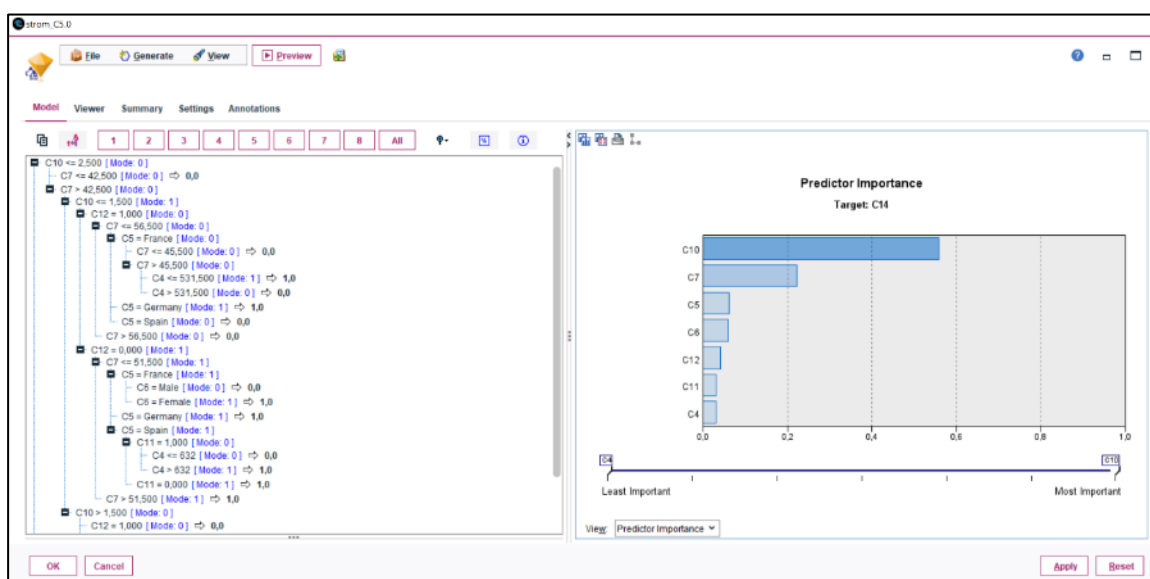 strom_C5.0
File Generate View Preview
Model Viewer Summary Settings Annotations
1 2 3 4 5 6 7 8 All
C10 <= 2,500 [ Mode: 0 ]
C7 <= 42,500 [ Mode: 0 ] ⇨ 0,0
C7 > 42,500 [ Mode: 0 ]
C10 <= 1,500 [ Mode: 1 ]
C12 = 1,000 [ Mode: 0 ]
C7 <= 56,500 [ Mode: 0 ]
C5 = France [ Mode: 0 ]
C7 <= 45,500 [ Mode: 0 ] ⇨ 0,0
C7 > 45,500 [ Mode: 0 ]
C4 <= 531,500 [ Mode: 1 ] ⇨ 1,0
C4 > 531,500 [ Mode: 0 ] ⇨ 0,0
C5 = Germany [ Mode: 1 ] ⇨ 1,0
C5 = Spain [ Mode: 0 ] ⇨ 0,0
C7 > 56,500 [ Mode: 0 ] ⇨ 0,0
C12 = 0,000 [ Mode: 1 ]
C7 <= 51,500 [ Mode: 1 ]
C5 = France [ Mode: 1 ]
C6 = Male [ Mode: 0 ] ⇨ 0,0
C6 = Female [ Mode: 1 ] ⇨ 1,0
C5 = Germany [ Mode: 1 ] ⇨ 1,0
C5 = Spain [ Mode: 1 ]
C11 = 1,000 [ Mode: 0 ]
C4 <= 632 [ Mode: 0 ] ⇨ 0,0
C4 > 632 [ Mode: 1 ] ⇨ 1,0
C11 = 0,000 [ Mode: 1 ] ⇨ 1,0
C7 > 51,500 [ Mode: 1 ] ⇨ 1,0
C10 > 1,500 [ Mode: 0 ]
C12 = 1,000 [ Mode: 0 ] ⇨ 0,0
Predictor Importance
Target: C14
C10
C7
C5
C6
C12
C11
C4
0,0 0,2 0,4 0,6 0,8 1,0
C4 C10
Least Important Most Important
View: Predictor Importance
OK Cancel Apply Reset